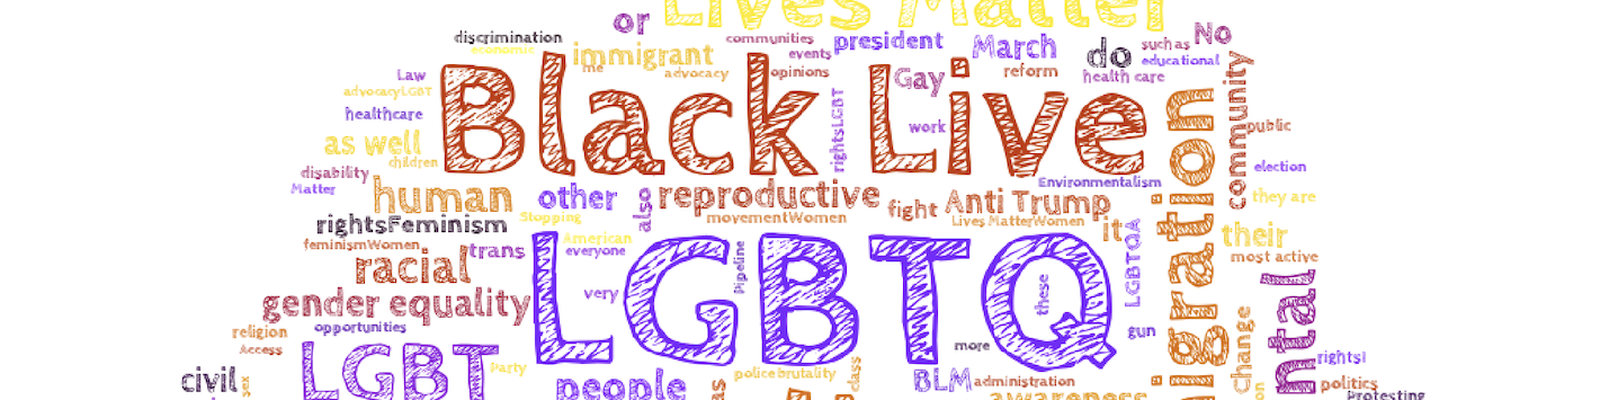 Lives Matter
or
discrimination
economic
immigrant
me
communities
events
president
March
do
such as
No
educational
Law
advocacy
opinions
Gay
reform
health care
advocacyLGBT
Black Live
healthcare
rightsLGBT
work
community
public
as well
children
disability
Matter
human
other
also
reproductive
Environmentalism
election
they are
rightsFeminism
Stopping
movementWomen
fight
Anti Trump
Lives MatterWomen
it
their
feminismWomen
trans
American
everyone
most active
racial
LGBTQ
Pipeline
these
LGBTQA
very
gender equality
religion
opportunities
Access
more
gun
change
rights!
civil
sex
LGBT
Party
people
police brutality
class
BLM
administration
awareness
politics
Protesting